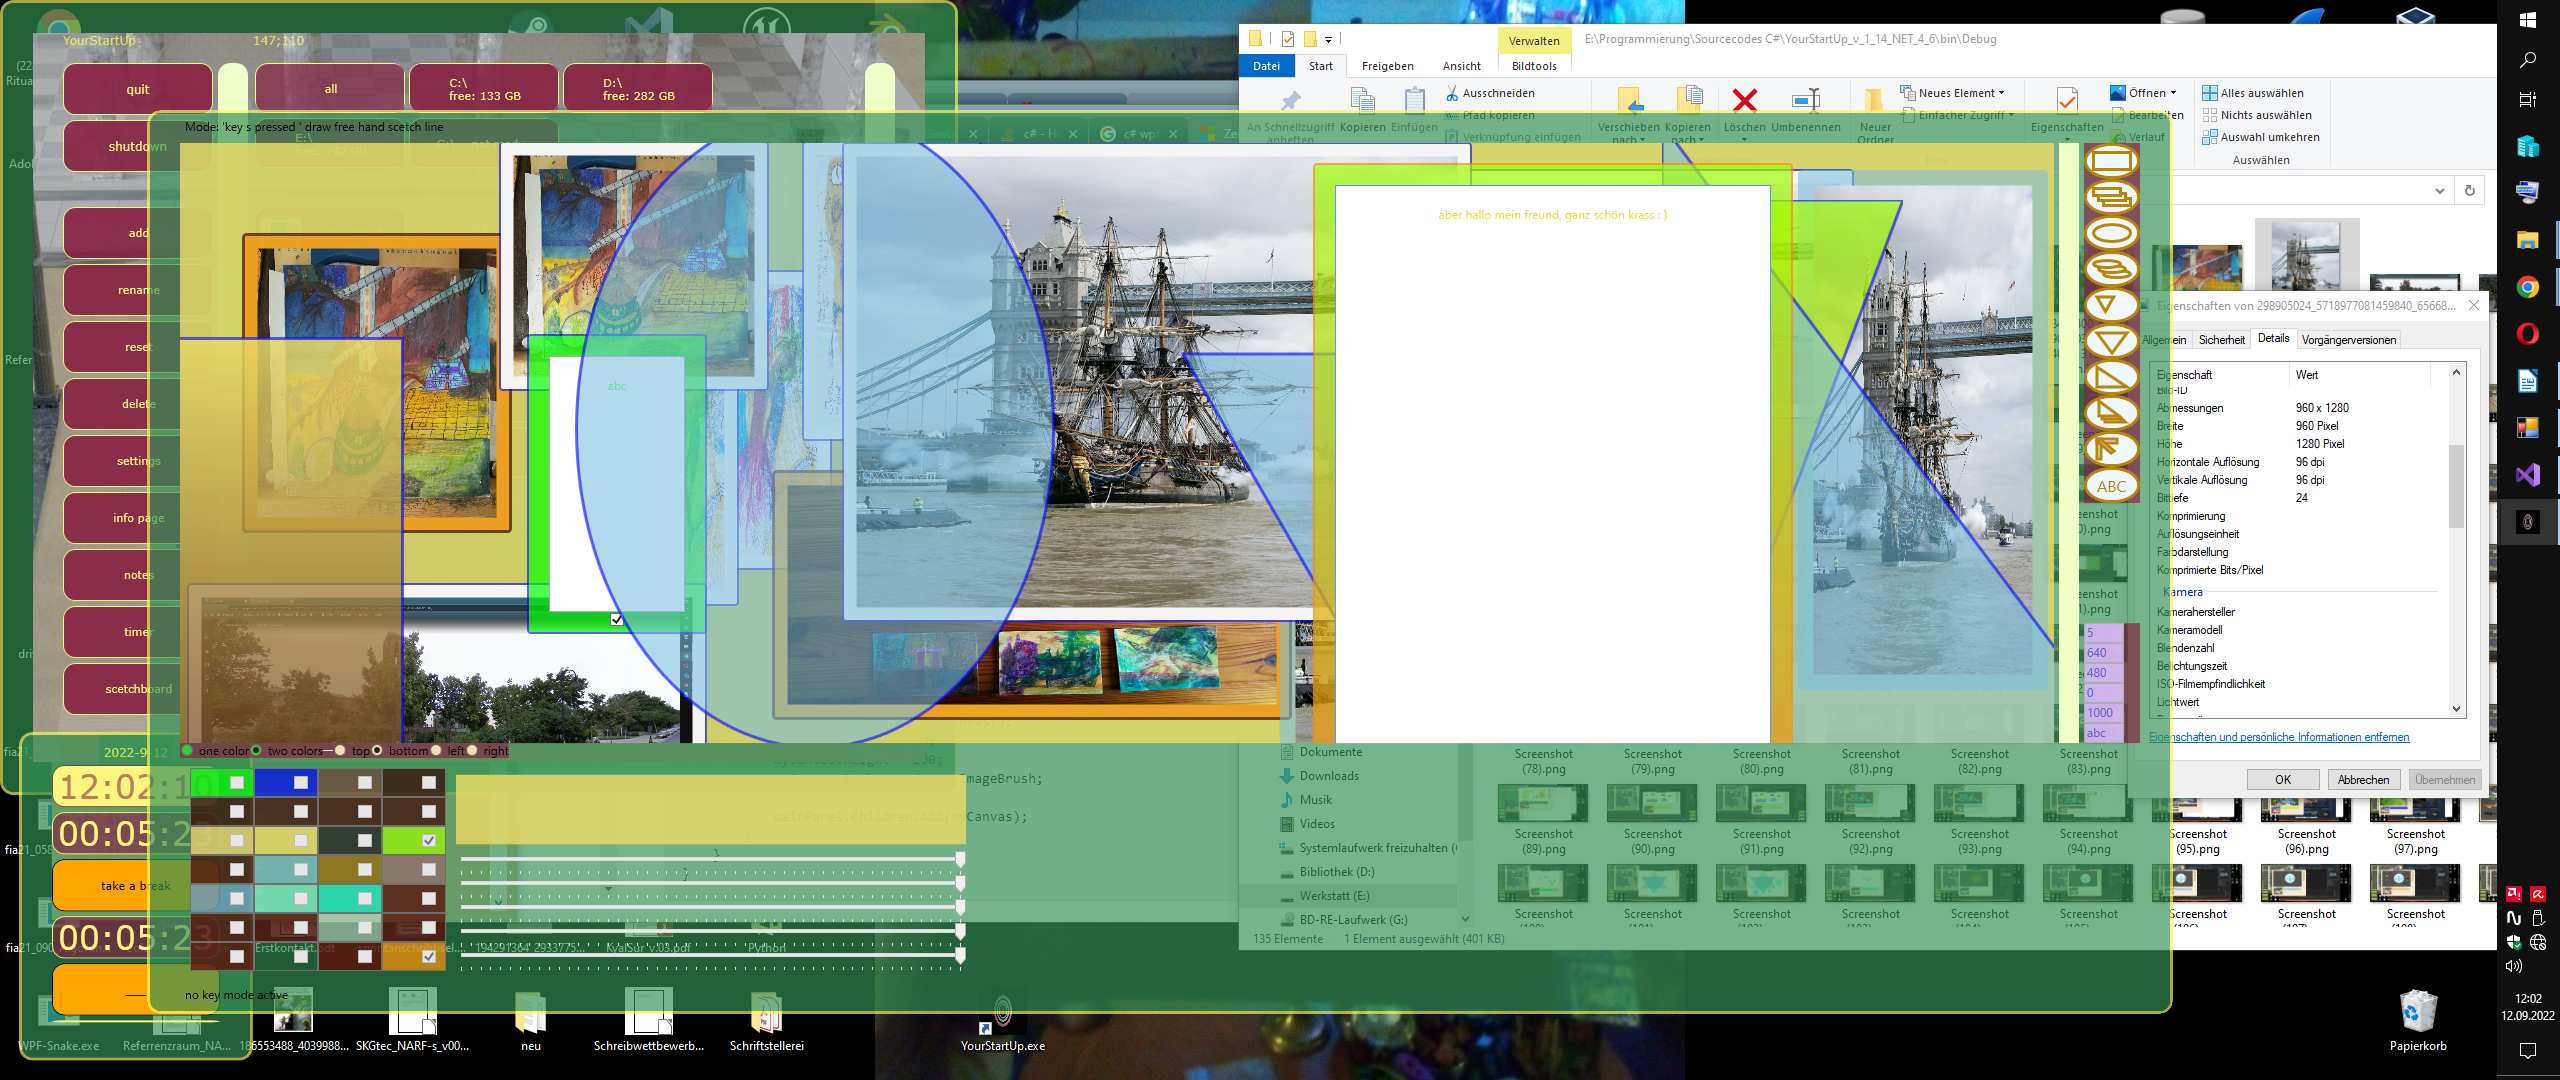 YourStartUp
147;110
quit
all
C:\
free: 133 GB
D:\
free: 282 GB
Mode: 'key s pressed ' draw free hand scetch line
shutdown
add
rename
reset
delete
settings
info page
notes
timer
scetchboard
abc
aber hallo mein freund, ganz schön krass : )
ABC
5
640
480
0
1000
abc
one color
two colors
top
bottom
left
right
2022-9-12
12:02:10
00:05:23
take a break
00:05:23
no key mode active
ImageBrush;
mainPanel.Children.Add(myCanvas);
Erstkontakt.pdt
KyalSur_v.03.pdf
Python
WPF-Snake.exe
Referrenzraum_NA...
186553488_4039988...
SKGtec_NARF-s_v00...
neu
Schreibwettbewerb...
Schriftstellerei
YourStartUp.exe
Papierkorb
Verwalten
E:\Programmierung\Sourcecodes C#\YourStartUp_v_1_14_NET_4_6\bin\Debug
Datei
Start
Freigeben
Ansicht
Bildtools
An Schnellzugriff anheften
Kopieren
Einfügen
Ausschneiden
Pfad kopieren
Verknüpfung einfügen
Verschieben nach
Kopieren nach
Löschen
Umbenennen
Neuer Ordner
Neues Element
Einfacher Zugriff
Eigenschaften
Öffnen
Bearbeiten
Verlauf
Alles auswählen
Nichts auswählen
Auswahl umkehren
Auswählen
Eigenschaften von 298905024_5718977081459840_65668...
Allgemein
Sicherheit
Details
Vorgängerversionen
Eigenschaft
Wert
Bild-ID
Abmessungen
960 x 1280
Breite
960 Pixel
Höhe
1280 Pixel
Horizontale Auflösung
96 dpi
Vertikale Auflösung
96 dpi
Bittiefe
24
Komprimierung
Auflösungseinheit
Farbdarstellung
Komprimierte Bits/Pixel
Kamera
Kamerahersteller
Kameramodell
Blendenzahl
Belichtungszeit
ISO-Filmempfindlichkeit
Lichtwert
Eigenschaften und persönliche Informationen entfernen
OK
Abbrechen
Übernehmen
Dokumente
Downloads
Musik
Videos
Systemlaufwerk freizuhalten
Bibliothek (D:)
Werkstatt (E:)
BD-RE-Laufwerk (G:)
Screenshot (78).png
Screenshot (79).png
Screenshot (80).png
Screenshot (81).png
Screenshot (82).png
Screenshot (83).png
Screenshot (89).png
Screenshot (90).png
Screenshot (91).png
Screenshot (92).png
Screenshot (93).png
Screenshot (94).png
Screenshot (95).png
Screenshot (96).png
Screenshot (97).png
Screenshot
Screenshot
Screenshot
Screenshot
Screenshot
Screenshot
Screenshot
Screenshot
Screenshot
135 Elemente
1 Element ausgewählt (401 KB)
12:02
12.09.2022